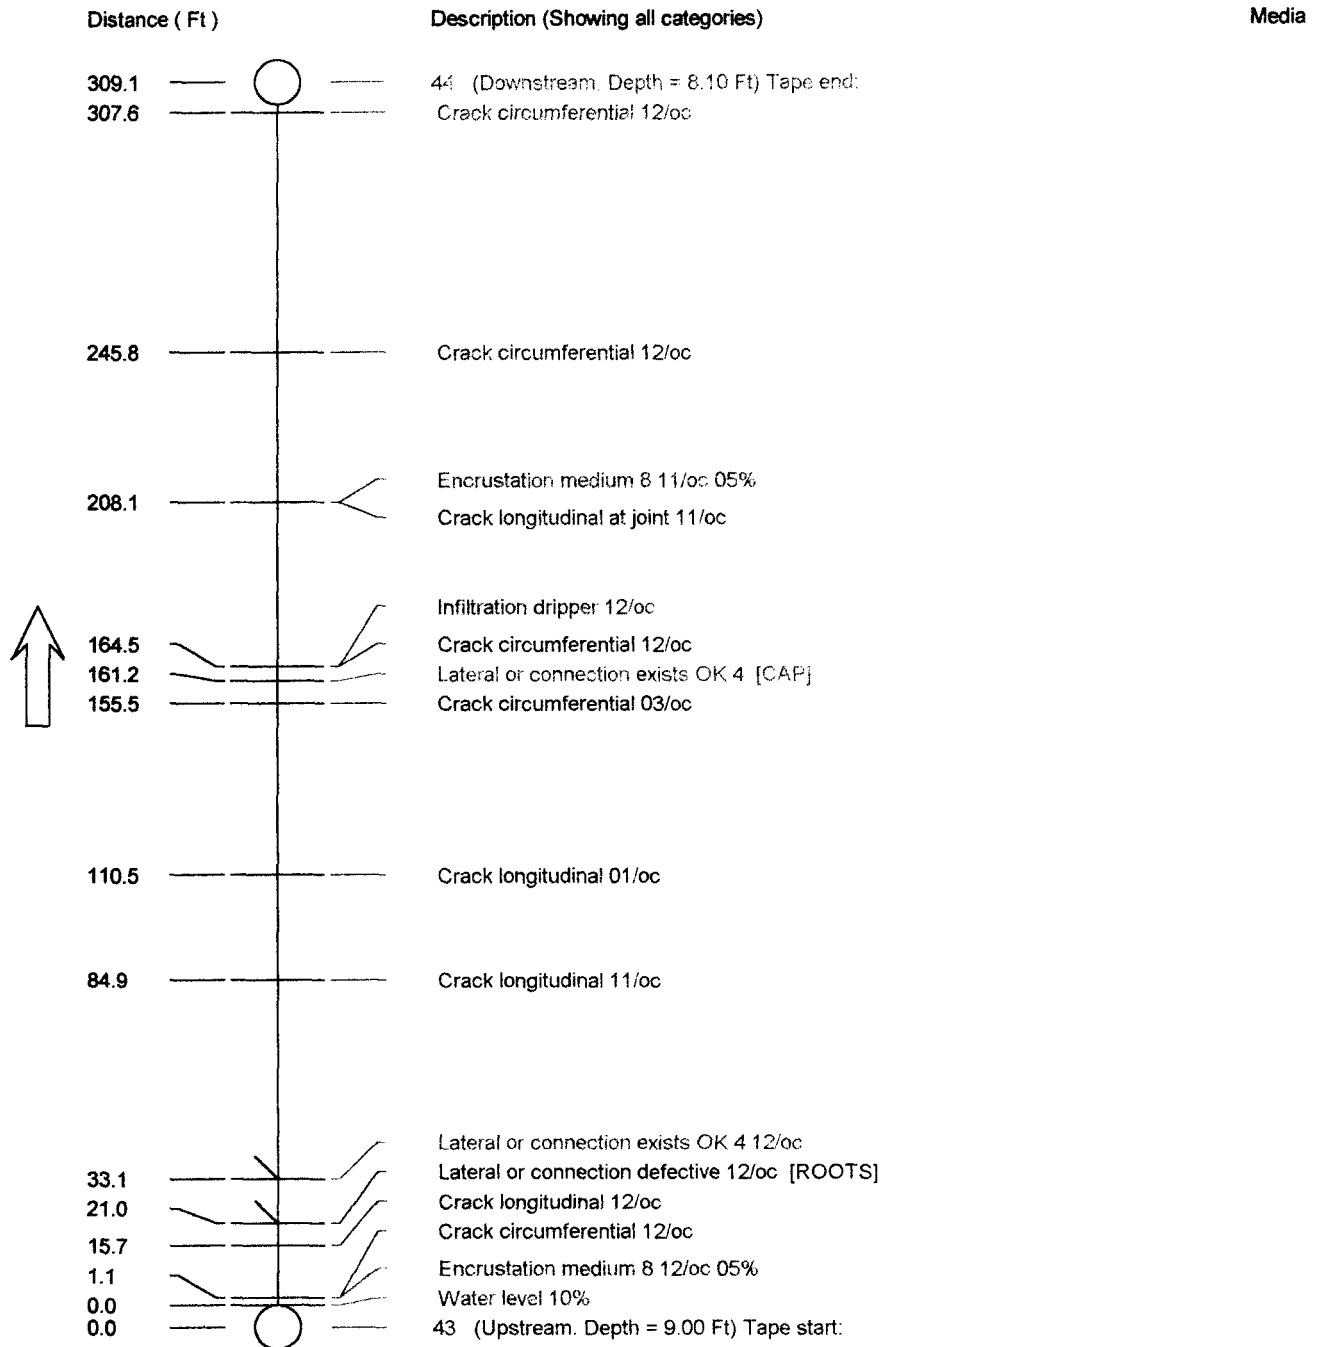 Distance ( Ft ) Description (Showing all categories) Media
309.1 44 (Downstream. Depth = 8.10 Ft) Tape end:
307.6 Crack circumferential 12/oc
245.8 Crack circumferential 12/oc
Encrustation medium 8 11/oc 05%
208.1
Crack longitudinal at joint 11/oc
Infiltration dripper 12/oc
164.5 Crack circumferential 12/oc
161.2 Lateral or connection exists OK 4 [CAP]
155.5 Crack circumferential 03/oc
110.5 Crack longitudinal 01/oc
84.9 Crack longitudinal 11/oc
Lateral or connection exists OK 4 12/oc
33.1 Lateral or connection defective 12/oc [ROOTS]
21.0 Crack longitudinal 12/oc
15.7 Crack circumferential 12/oc
1.1 Encrustation medium 8 12/oc 05%
0.0 Water level 10%
0.0 43 (Upstream. Depth = 9.00 Ft) Tape start: